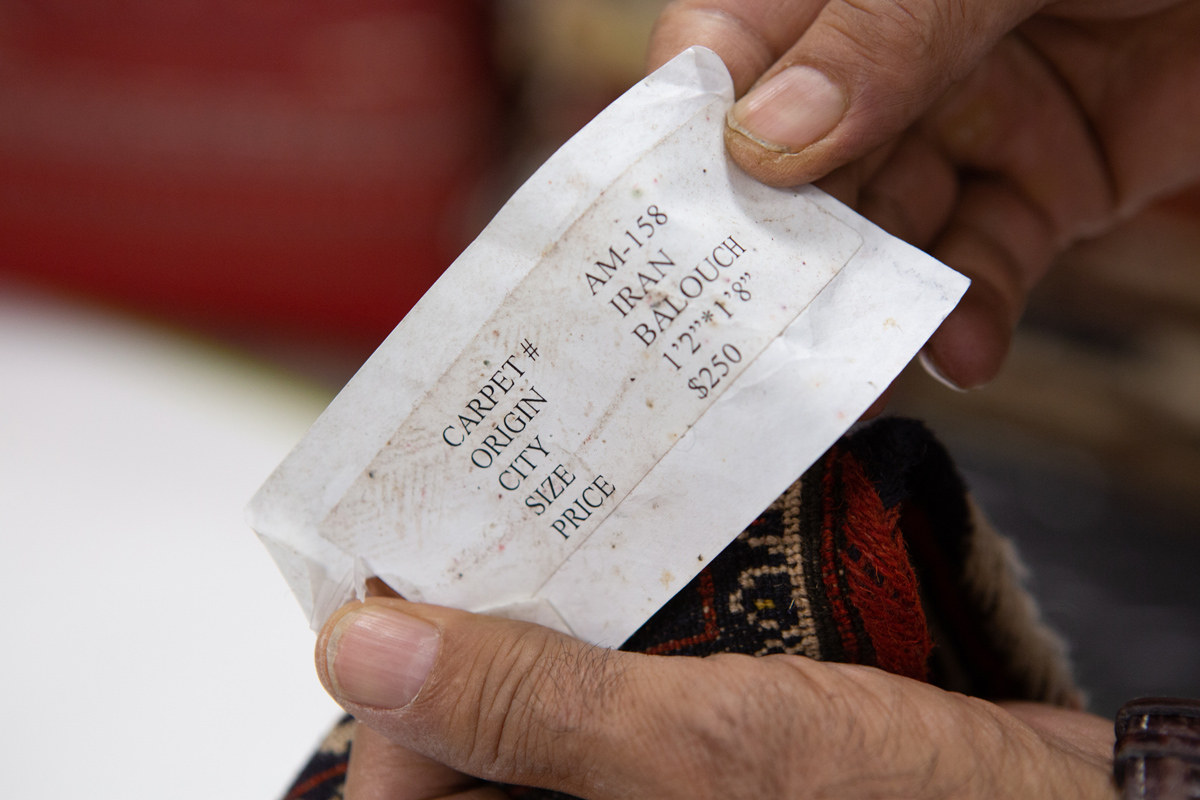 CARPET # AM-158
ORIGIN IRAN
CITY BALOUCH
SIZE 1’2”*1’8”
PRICE $250